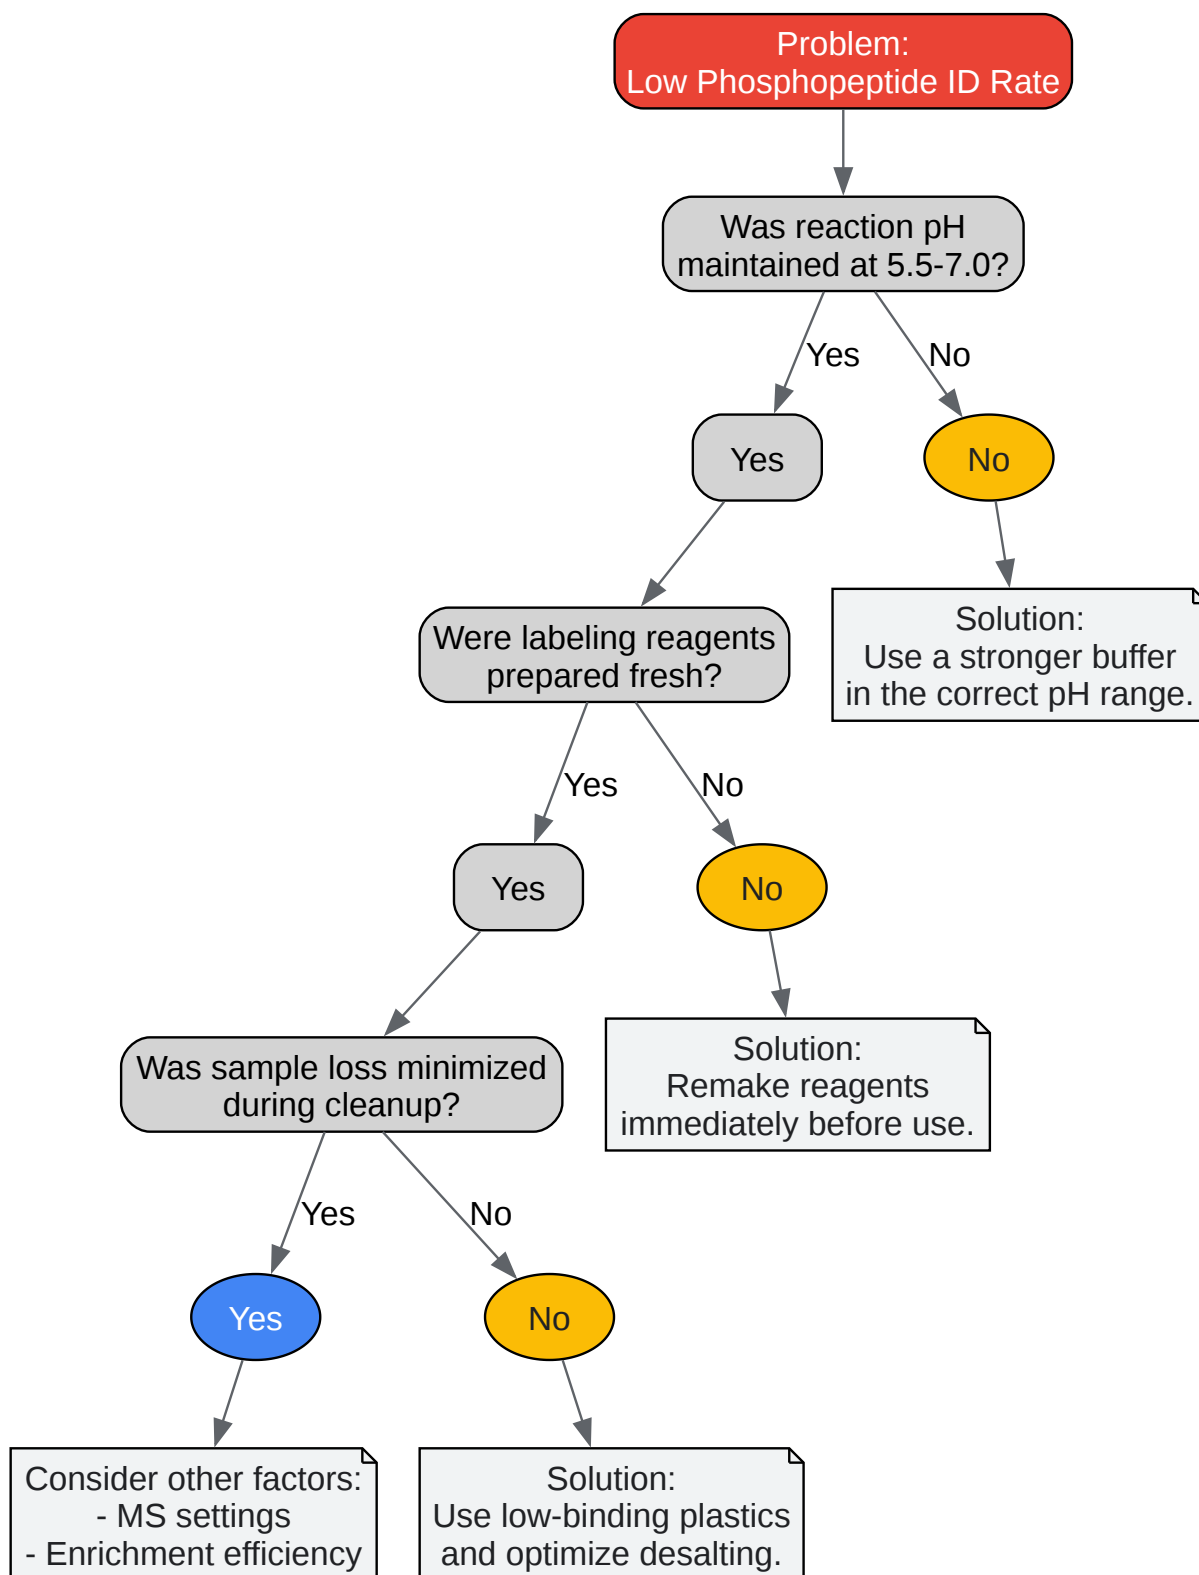 Problem:
Low Phosphopeptide ID Rate
Was reaction pH
maintained at 5.5-7.0?
Yes
No
Yes
No
Solution:
Use a stronger buffer
in the correct pH range.
Were labeling reagents
prepared fresh?
Yes
No
Yes
No
Solution:
Remake reagents
immediately before use.
Was sample loss minimized
during cleanup?
Yes
No
Yes
No
Consider other factors:
- MS settings
- Enrichment efficiency
Solution:
Use low-binding plastics
and optimize desalting.